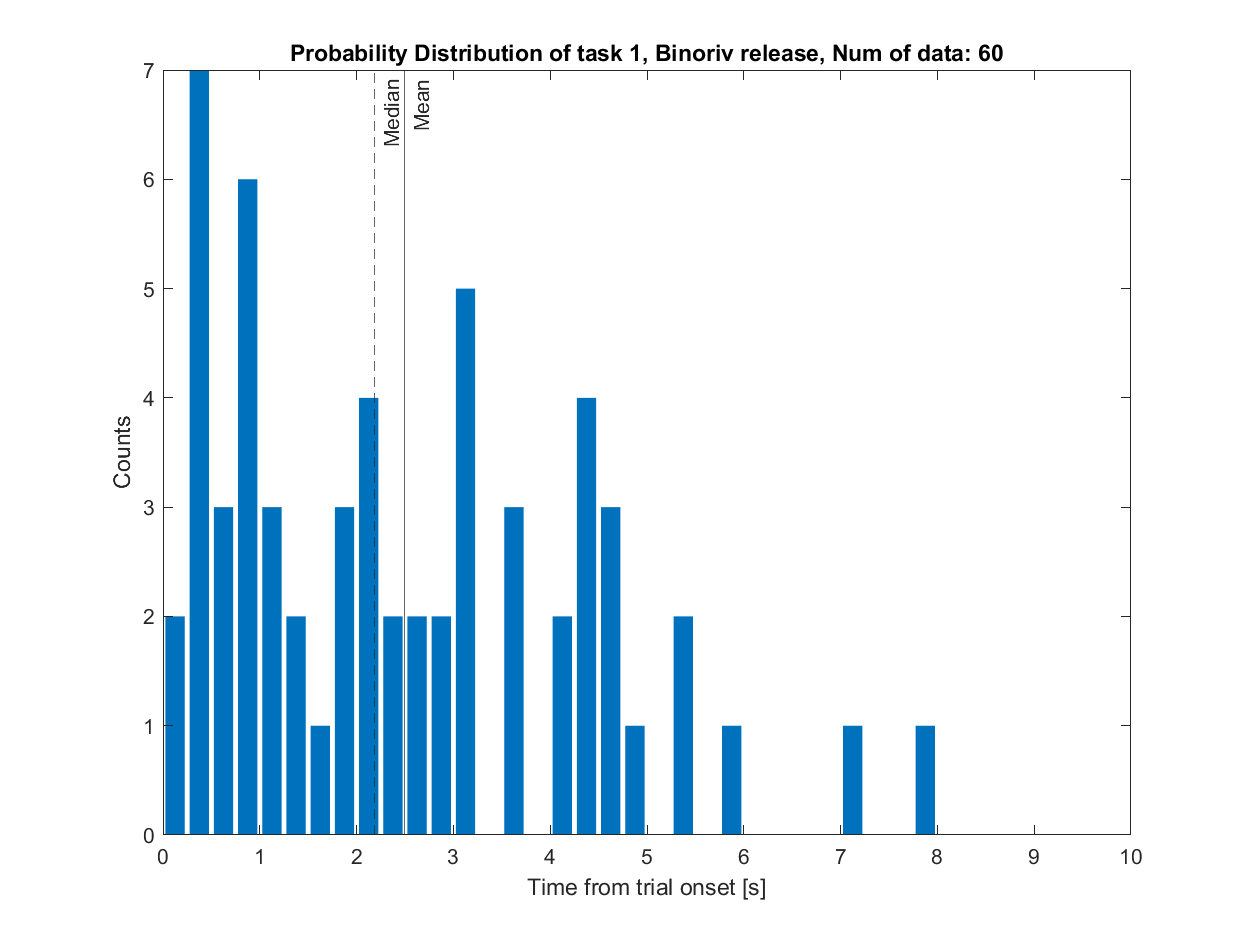 Probability Distribution of task 1, Binoriv release, Num of data: 60
7
6
5
4
3
2
1
0
Counts
Median
Mean
0 1 2 3 4 5 6 7 8 9 10
Time from trial onset [s]